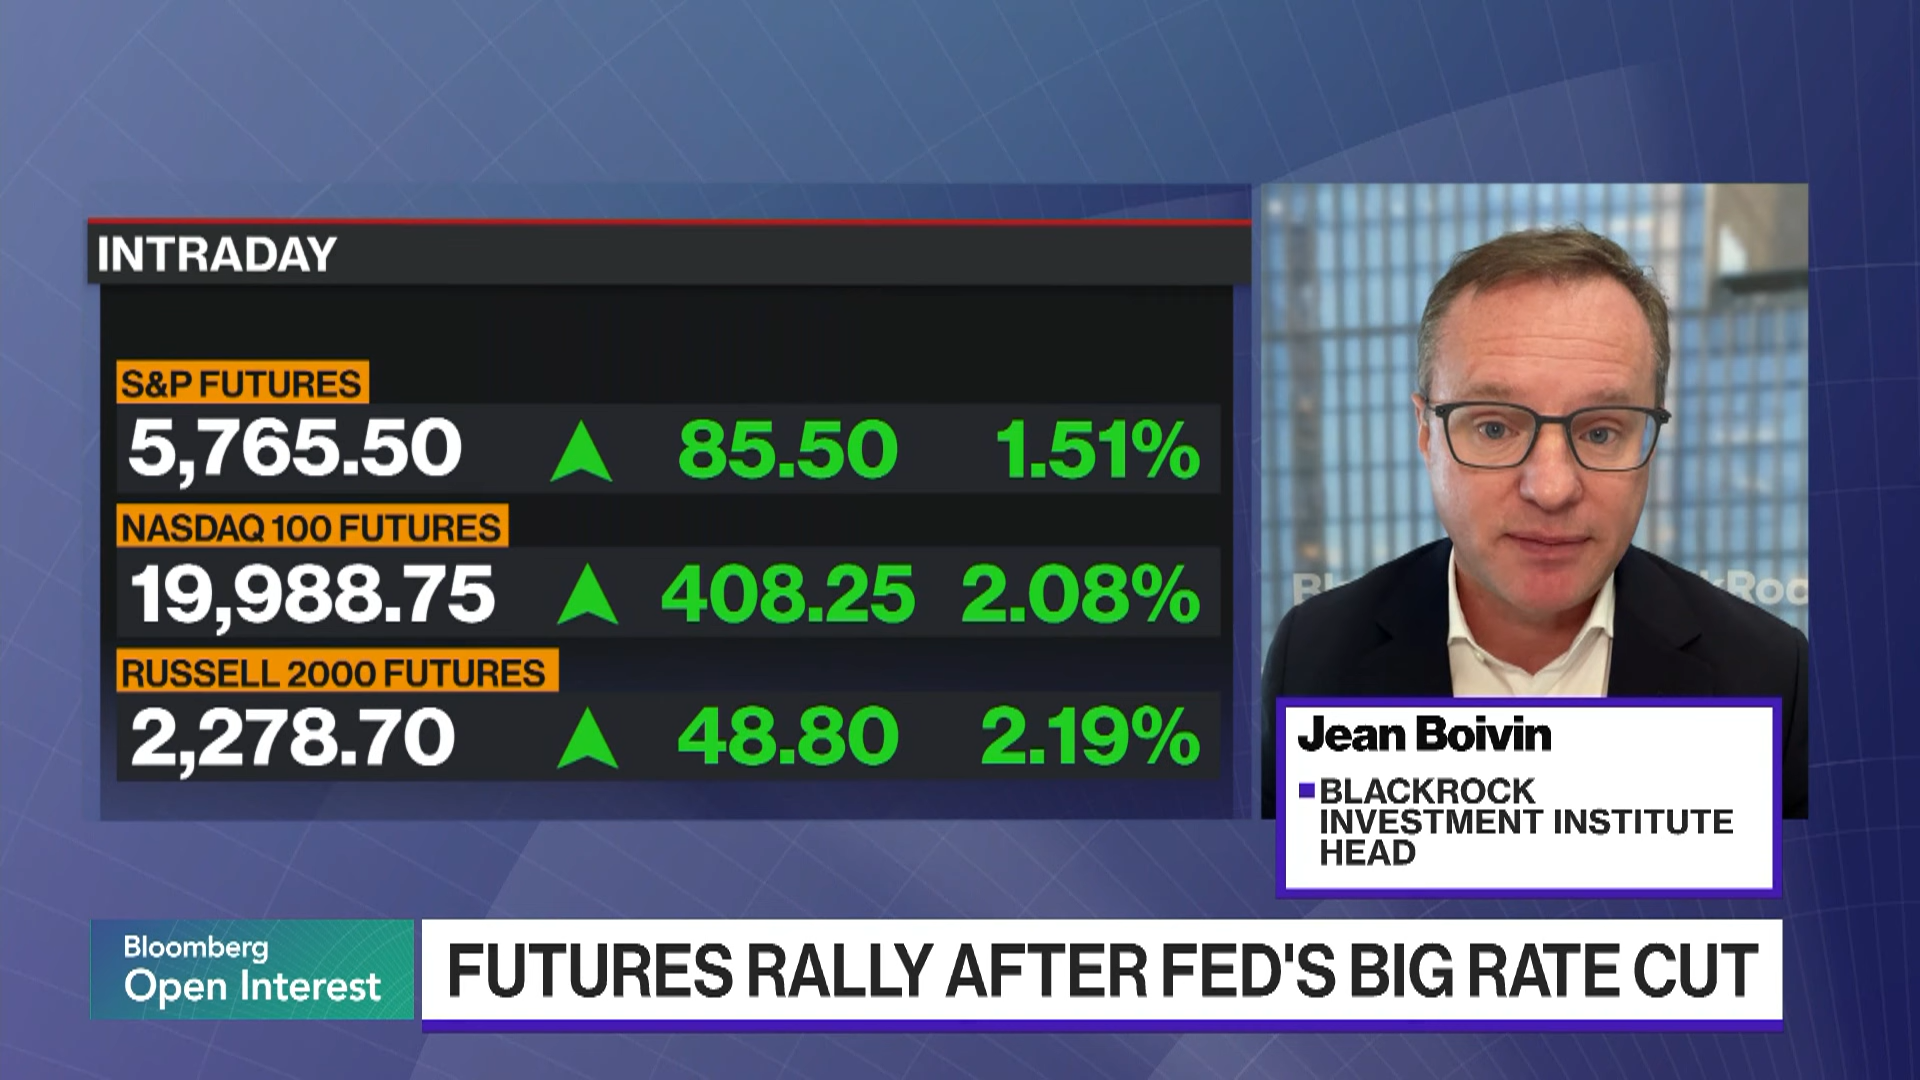 INTRADAY
S&P FUTURES
5,765.50 ▲ 85.50 1.51%
NASDAQ 100 FUTURES
19,988.75 ▲ 408.25 2.08%
RUSSELL 2000 FUTURES
2,278.70 ▲ 48.80 2.19%
Jean Boivin
BLACKROCK
INVESTMENT INSTITUTE
HEAD
Bloomberg
Open Interest
FUTURES RALLY AFTER FED'S BIG RATE CUT